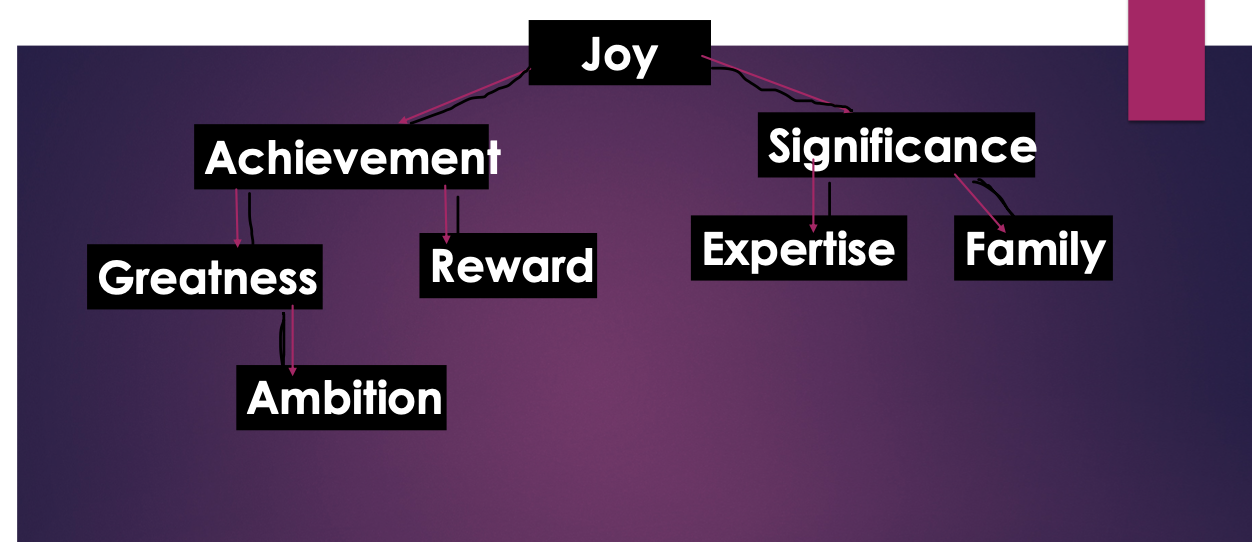 Joy
Achievement
Significance
Greatness
Reward
Expertise
Family
Ambition